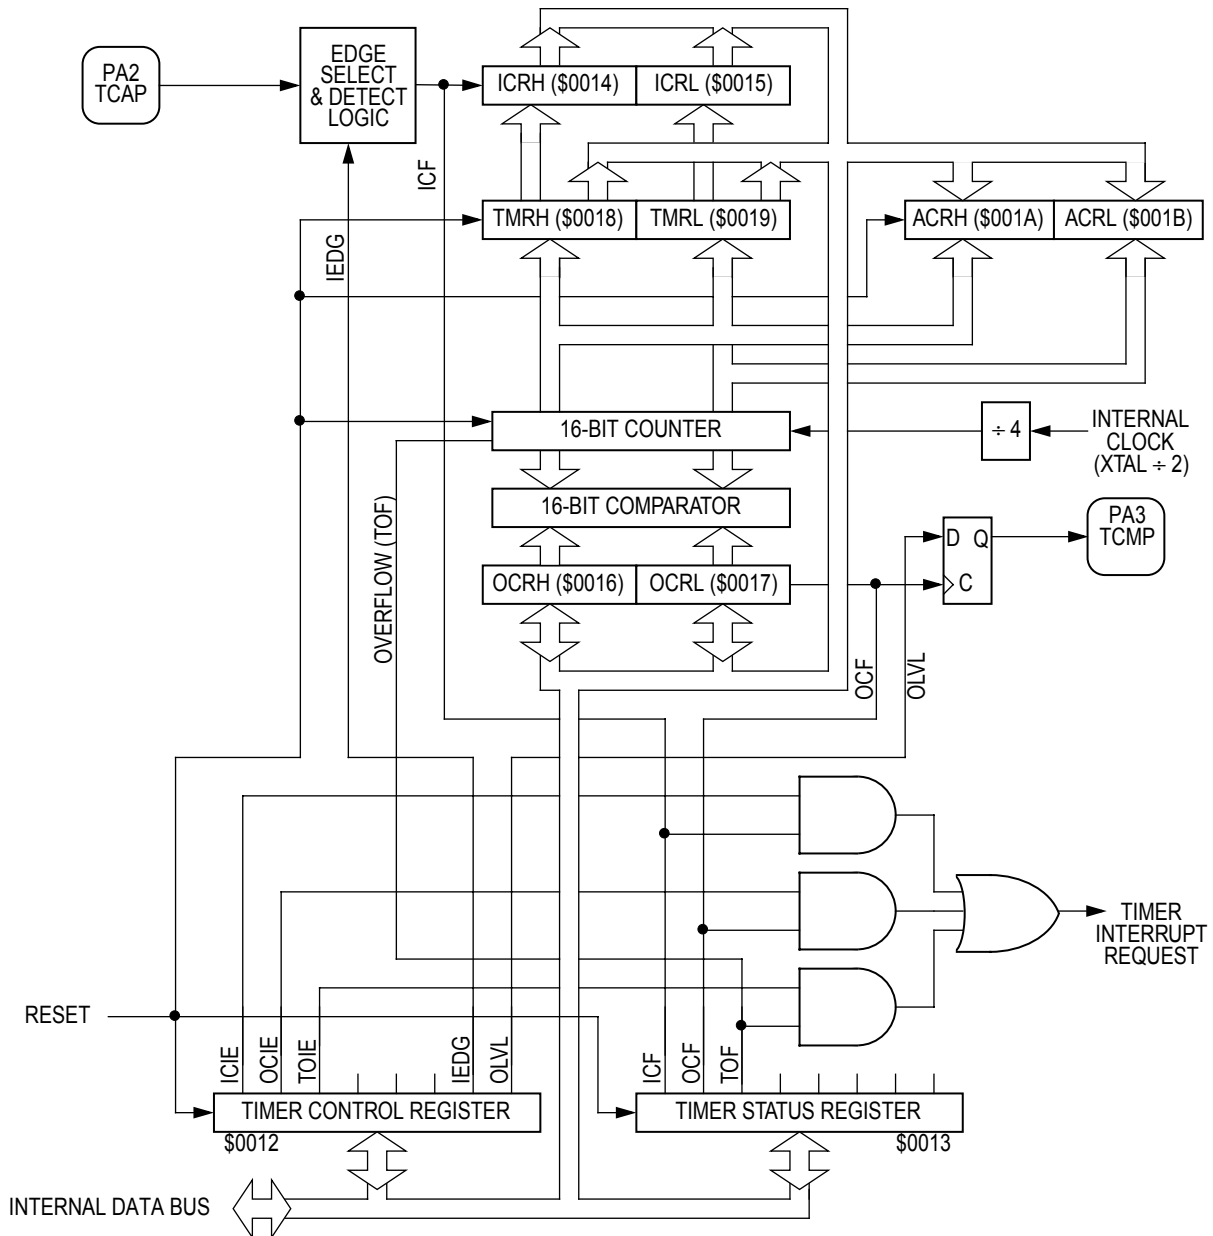 PA2
TCAP
EDGE
SELECT
& DETECT
LOGIC
ICRH ($0014)
ICRL ($0015)
ICF
TMRH ($0018)
TMRL ($0019)
ACRH ($001A)
ACRL ($001B)
IEDG
16-BIT COUNTER
÷ 4
INTERNAL
CLOCK
(XTAL ÷ 2)
OVERFLOW (TOF)
16-BIT COMPARATOR
D Q
C
PA3
TCMP
OCRH ($0016)
OCRL ($0017)
OCF
OLVL
TIMER
INTERRUPT
REQUEST
RESET
ICIE
OCIE
TOIE
IEDG
OLVL
ICF
OCF
TOF
TIMER CONTROL REGISTER
$0012
TIMER STATUS REGISTER
$0013
INTERNAL DATA BUS